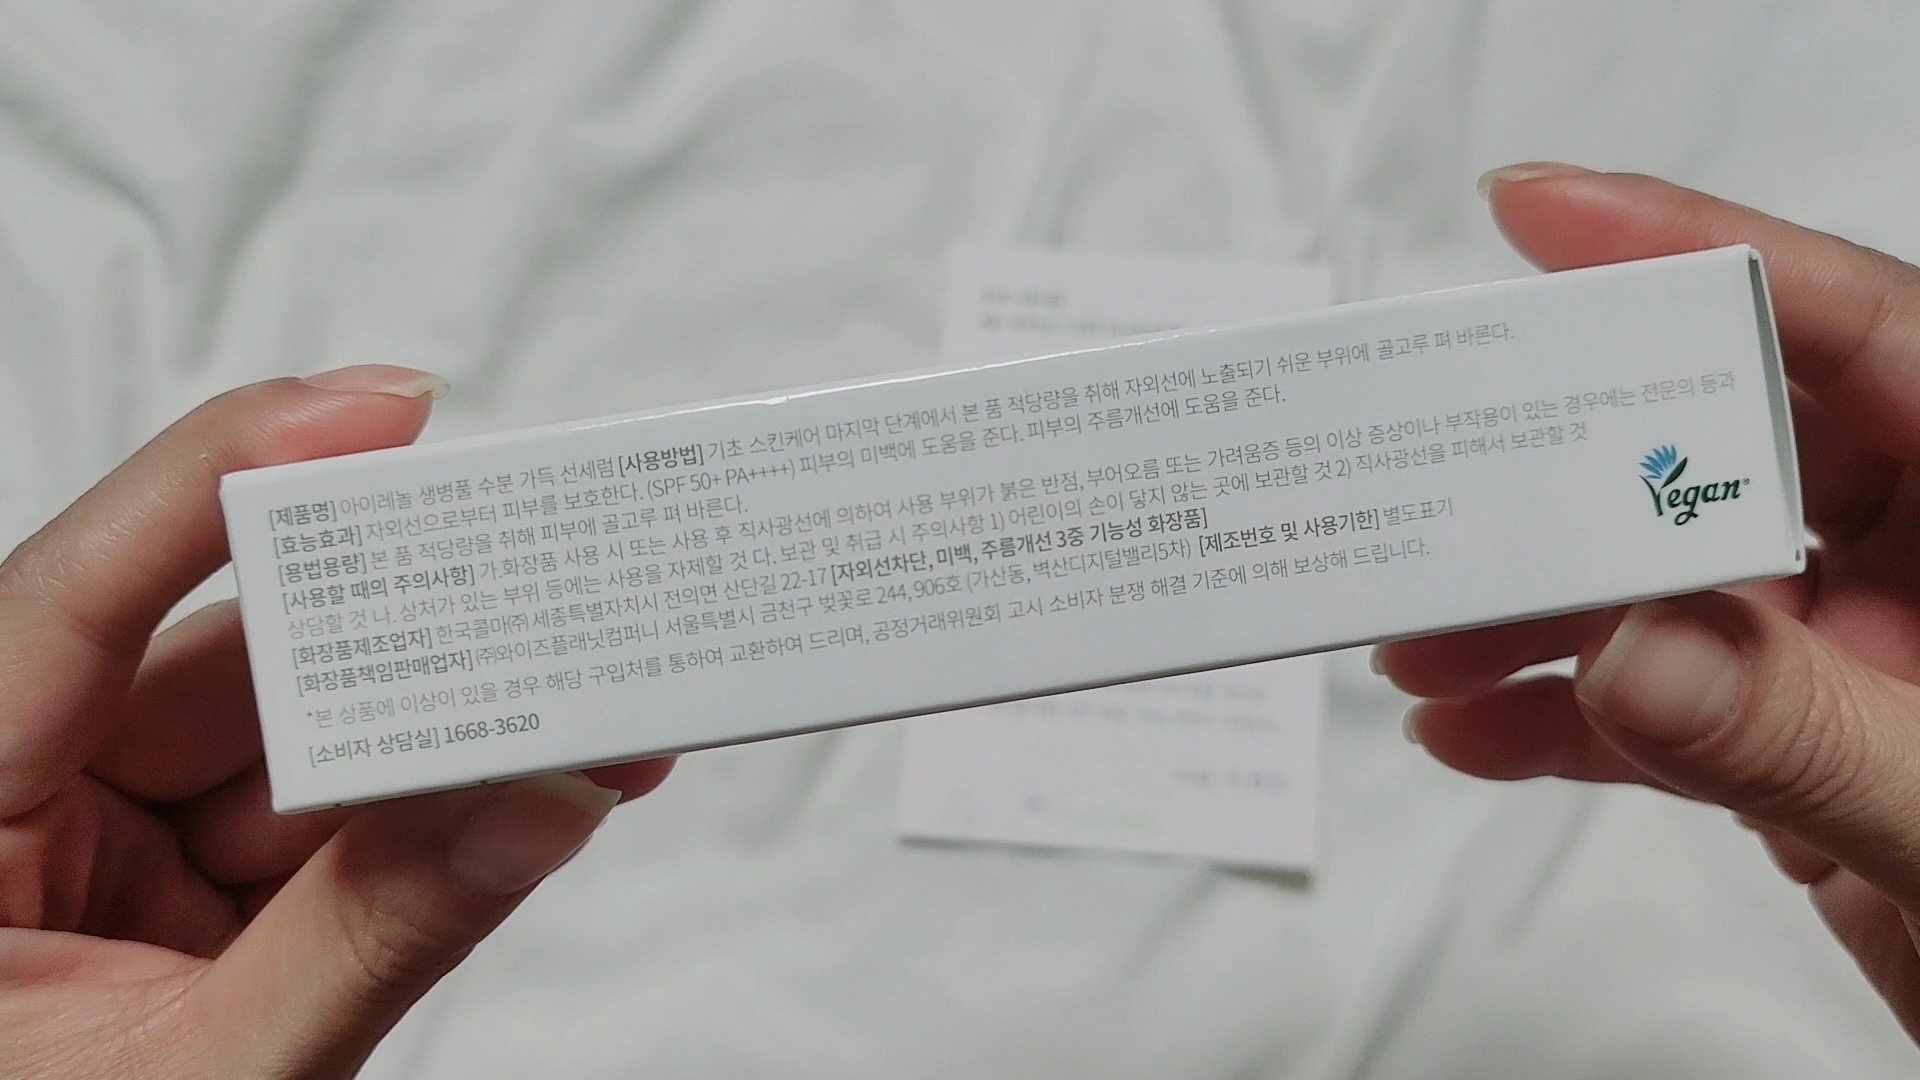 [제품명] 아이레놀 생병풀 수분 가득 선세럼 [사용방법] 기초 스킨케어 마지막 단계에서 본 품 적당량을 취해 자외선에 노출되기 쉬운 부위에 골고루 펴 바른다.
[효능효과] 자외선으로부터 피부를 보호한다. (SPF 50+ PA++++) 피부의 미백에 도움을 준다. 피부의 주름개선에 도움을 준다.
[용법용량] 본 품 적당량을 취해 피부에 골고루 펴 바른다.
[사용할 때의 주의사항] 가.화장품 사용 시 또는 사용 후 직사광선에 의하여 사용 부위가 붉은 반점, 부어오름 또는 가려움증 등의 이상 증상이나 부작용이 있는 경우에는 전문의 등과
상담할 것 나. 상처가 있는 부위 등에는 사용을 자제할 것 다. 보관 및 취급 시 주의사항 1) 어린이의 손이 닿지 않는 곳에 보관할 것 2) 직사광선을 피해서 보관할 것
[화장품제조업자] 한국콜마㈜ 세종특별자치시 전의면 산단길 22-17 [자외선차단, 미백, 주름개선 3중 기능성 화장품]
[화장품책임판매업자] ㈜와이즈플래닛컴퍼니 서울특별시 금천구 벚꽃로 244, 906호 (가산동, 벽산디지털밸리5차) [제조번호 및 사용기한] 별도표기
*본 상품에 이상이 있을 경우 해당 구입처를 통하여 교환하여 드리며, 공정거래위원회 고시 소비자 분쟁 해결 기준에 의해 보상해 드립니다.
[소비자 상담실] 1668-3620
Vegan®